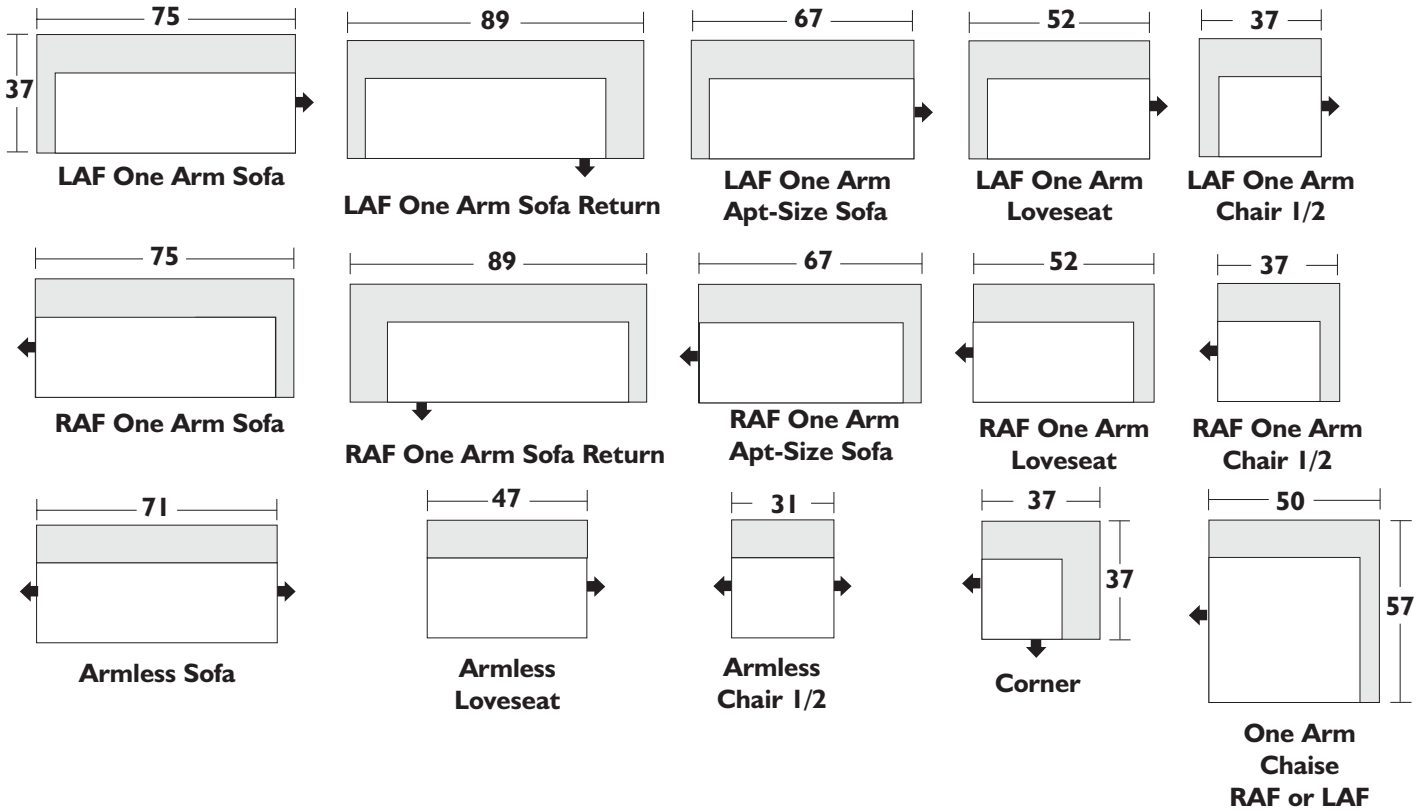 75
89
67
52
37
37
LAF One Arm Sofa
LAF One Arm Sofa Return
LAF One Arm
Apt-Size Sofa
LAF One Arm
Loveseat
LAF One Arm
Chair 1/2
75
89
67
52
37
RAF One Arm Sofa
RAF One Arm Sofa Return
RAF One Arm
Apt-Size Sofa
RAF One Arm
Loveseat
RAF One Arm
Chair 1/2
71
47
31
37
50
37
57
Armless Sofa
Armless
Loveseat
Armless
Chair 1/2
Corner
One Arm
Chaise
RAF or LAF